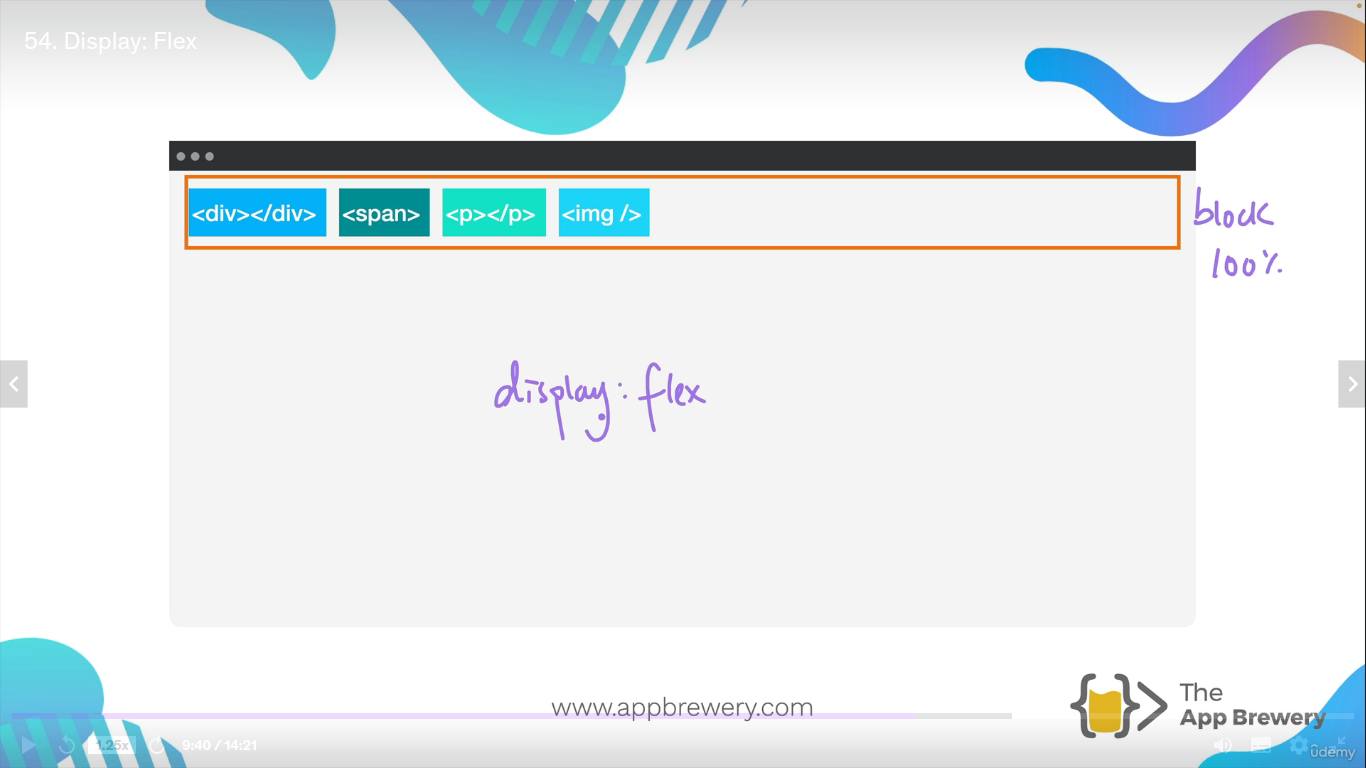 54. Display: Flex
<div></div> <span> <p></p> <img />
block
100%
display: flex
www.appbrewery.com
The
App Brewery
1.25x 9:40 / 14:21
ûdemy